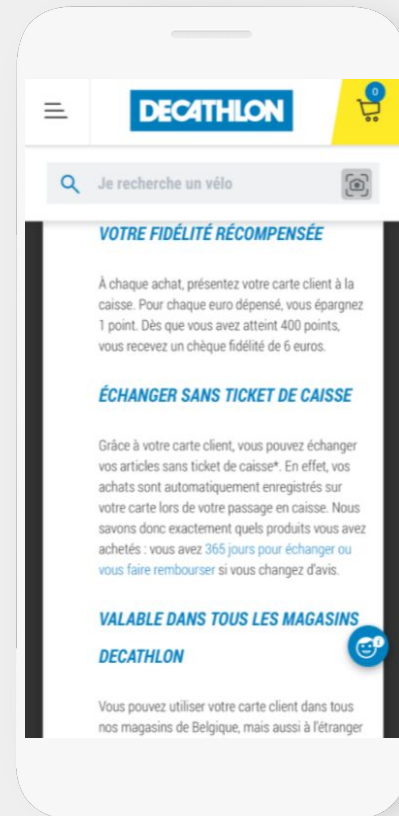 0
DECATHLON
Je recherche un vélo
VOTRE FIDÉLITÉ RÉCOMPENSÉE
À chaque achat, présentez votre carte client à la
caisse. Pour chaque euro dépensé, vous épargnez
1 point. Dès que vous avez atteint 400 points,
vous recevez un chèque fidélité de 6 euros.
ÉCHANGER SANS TICKET DE CAISSE
Grâce à votre carte client, vous pouvez échanger
vos articles sans ticket de caisse*. En effet, vos
achats sont automatiquement enregistrés sur
votre carte lors de votre passage en caisse. Nous
savons donc exactement quels produits vous avez
achetés : vous avez 365 jours pour échanger ou
vous faire rembourser si vous changez d'avis.
VALABLE DANS TOUS LES MAGASINS
DECATHLON
Vous pouvez utiliser votre carte client dans tous
nos magasins de Belgique, mais aussi à l'étranger